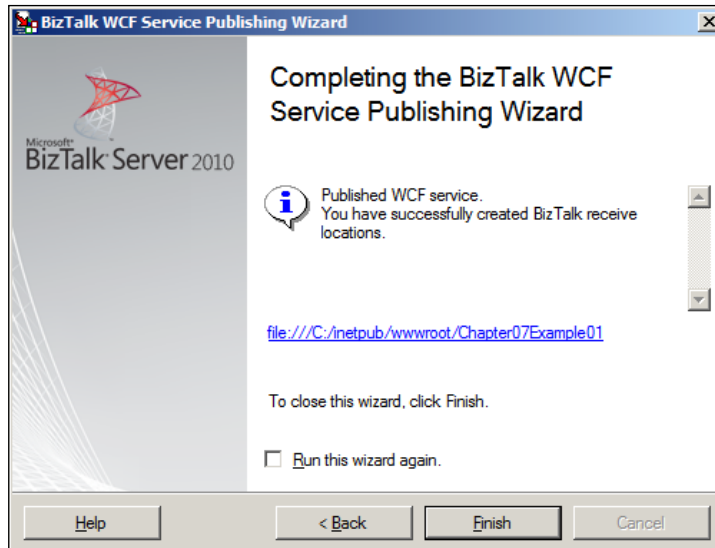 BizTalk WCF Service Publishing Wizard
Completing the BizTalk WCF
Service Publishing Wizard
Microsoft®
BizTalk® Server 2010
Published WCF service.
You have successfully created BizTalk receive
locations.
file:///C:/inetpub/wwwroot/Chapter07Example01
To close this wizard, click Finish.
Run this wizard again.
Help
< Back
Finish
Cancel